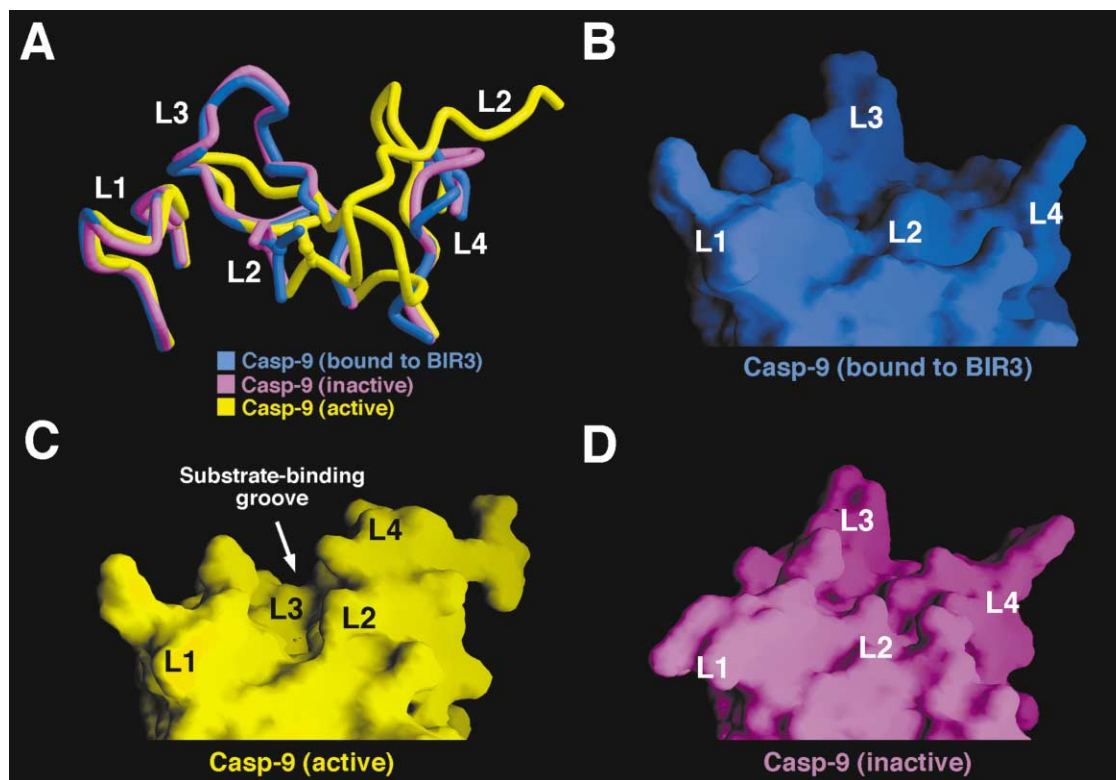 A
L3
L2
L1
L2
L4
Casp-9 (bound to BIR3)
Casp-9 (inactive)
Casp-9 (active)
B
L3
L4
L1
L2
Casp-9 (bound to BIR3)
C
Substrate-binding
groove
L4
L3
L2
L1
Casp-9 (active)
D
L3
L4
L2
L1
Casp-9 (inactive)